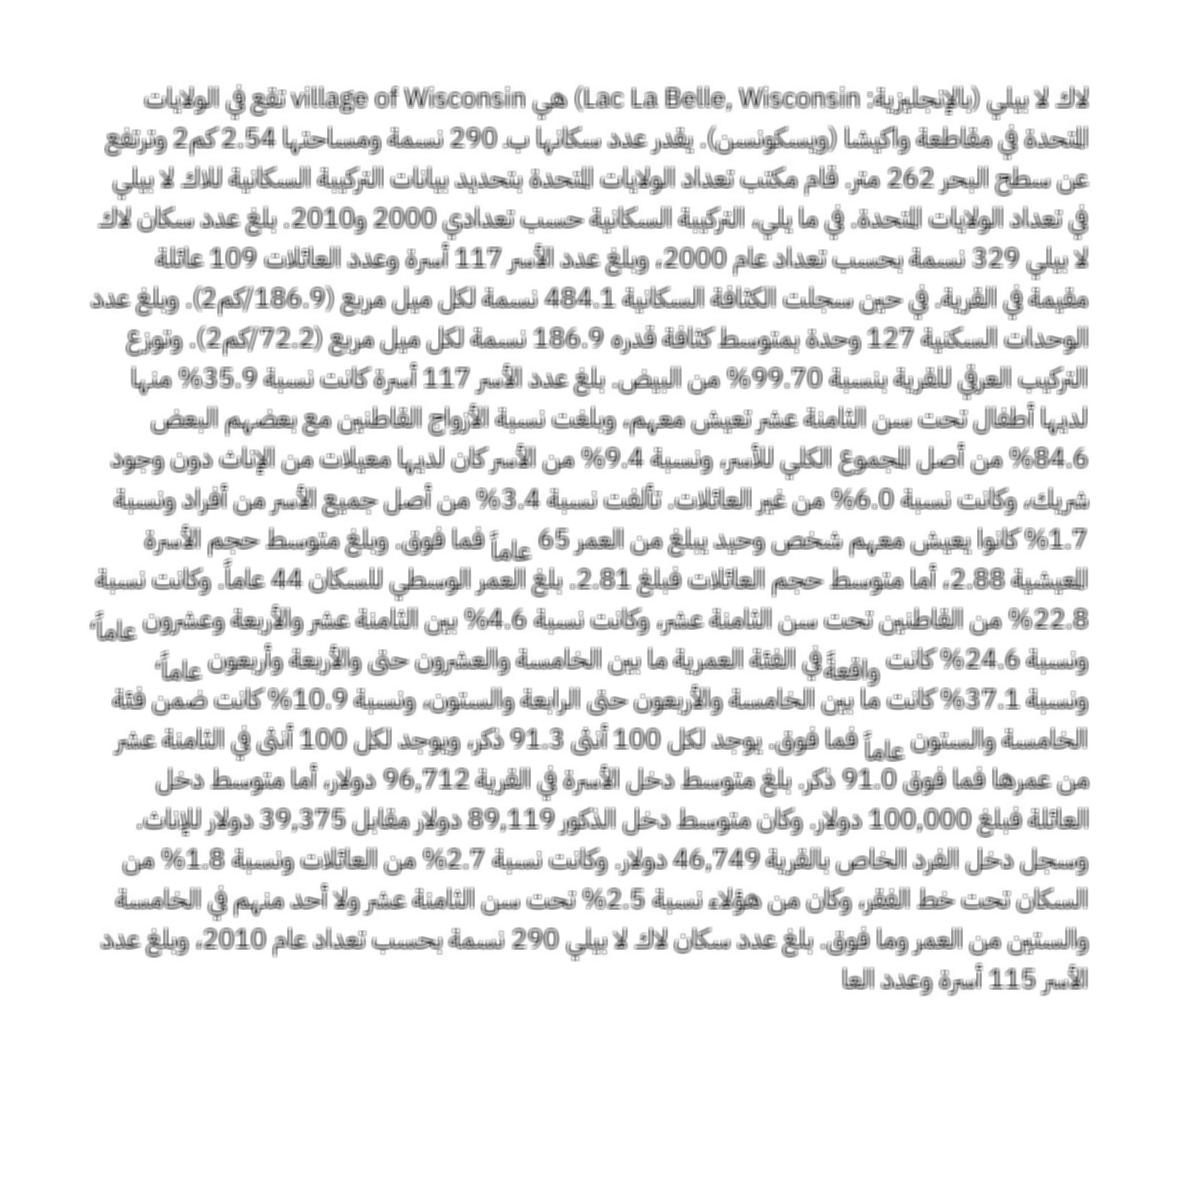 لاك لا بيلي (بالإنجليزية: Lac La Belle, Wisconsin) هي village of Wisconsin تقع في الولايات
المتحدة في مقاطعة واكيشا (ويسكونسن). يقدر عدد سكانها ب. 290 نسمة ومساحتها 2.54 كم2 وترتفع
عن سطح البحر 262 متر. قام مكتب تعداد الولايات المتحدة بتحديد بيانات التركيبة السكانية للاك لا بيلي
في تعداد الولايات المتحدة. في ما يلي، التركيبة السكانية حسب تعدادي 2000 و2010. بلغ عدد سكان لاك
لا بيلي 329 نسمة بحسب تعداد عام 2000، وبلغ عدد الأسر 117 أسرة وعدد العائلات 109 عائلة
مقيمة في القرية. في حين سجلت الكثافة السكانية 484.1 نسمة لكل ميل مربع (186.9/كم2). وبلغ عدد
الوحدات السكنية 127 وحدة بمتوسط كثافة قدره 186.9 نسمة لكل ميل مربع (72.2/كم2). وتوزع
التركيب العرقي للقرية بنسبة 99.70% من البيض. بلغ عدد الأسر 117 أسرة كانت نسبة 35.9% منها
لديها أطفال تحت سن الثامنة عشر تعيش معهم، وبلغت نسبة الأزواج القاطنين مع بعضهم البعض
84.6% من أصل المجموع الكلي للأسر، ونسبة 9.4% من الأسر كان لديها معيلات من الإناث دون وجود
شريك، وكانت نسبة 6.0% من غير العائلات. تألفت نسبة 3.4% من أصل جميع الأسر من أفراد ونسبة
1.7% كانوا يعيش معهم شخص وحيد يبلغ من العمر 65 عاماً فما فوق. وبلغ متوسط حجم الأسرة
المعيشية 2.88، أما متوسط حجم العائلات فبلغ 2.81. بلغ العمر الوسطي للسكان 44 عاماً. وكانت نسبة
22.8% من القاطنين تحت سن الثامنة عشر، وكانت نسبة 4.6% بين الثامنة عشر والأربعة وعشرون عاماً،
ونسبة 24.6% كانت واقعةً في الفئة العمرية ما بين الخامسة والعشرون حتى والأربعة وأربعون عاماً،
ونسبة 37.1% كانت ما بين الخامسة والأربعون حتى الرابعة والستون، ونسبة 10.9% كانت ضمن فئة
الخامسة والستون عاماً فما فوق. يوجد لكل 100 أنثى 91.3 ذكر، ويوجد لكل 100 أنثى في الثامنة عشر
من عمرها فما فوق 91.0 ذكر. بلغ متوسط دخل الأسرة في القرية 96,712 دولار، أما متوسط دخل
العائلة فبلغ 100,000 دولار. وكان متوسط دخل الذكور 89,119 دولار مقابل 39,375 دولار للإناث.
وسجل دخل الفرد الخاص بالقرية 46,749 دولار. وكانت نسبة 2.7% من العائلات ونسبة 1.8% من
السكان تحت خط الفقر، وكان من هؤلاء نسبة 2.5% تحت سن الثامنة عشر ولا أحد منهم في الخامسة
والستين من العمر وما فوق. بلغ عدد سكان لاك لا بيلي 290 نسمة بحسب تعداد عام 2010، وبلغ عدد
الأسر 115 أسرة وعدد العا